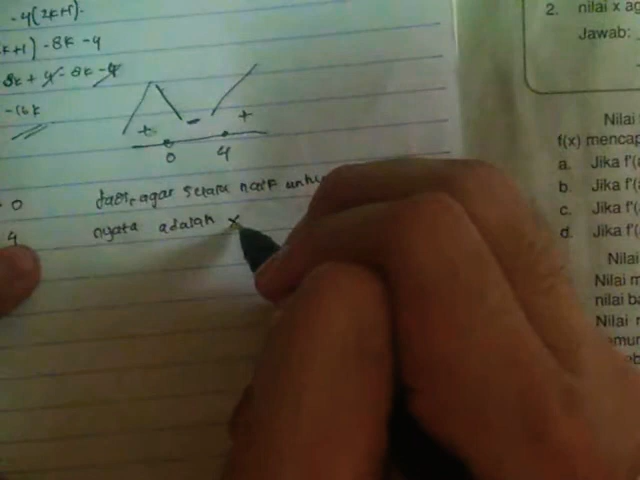 -4(2k+1).
k+1) - 8k - 4
8k + 4 - 8k - 4
-16k
+ - +
0 4
0
Jadi, agar selalu naik untu
4
nyata adalah x
2. nilai x ag
Jawab:
Nilai
f(x) mencap
a. Jika f'(
b. Jika f'(
c. Jika f'(
d. Jika f'(
Nilai
Nilai m
nilai ba
Nilai